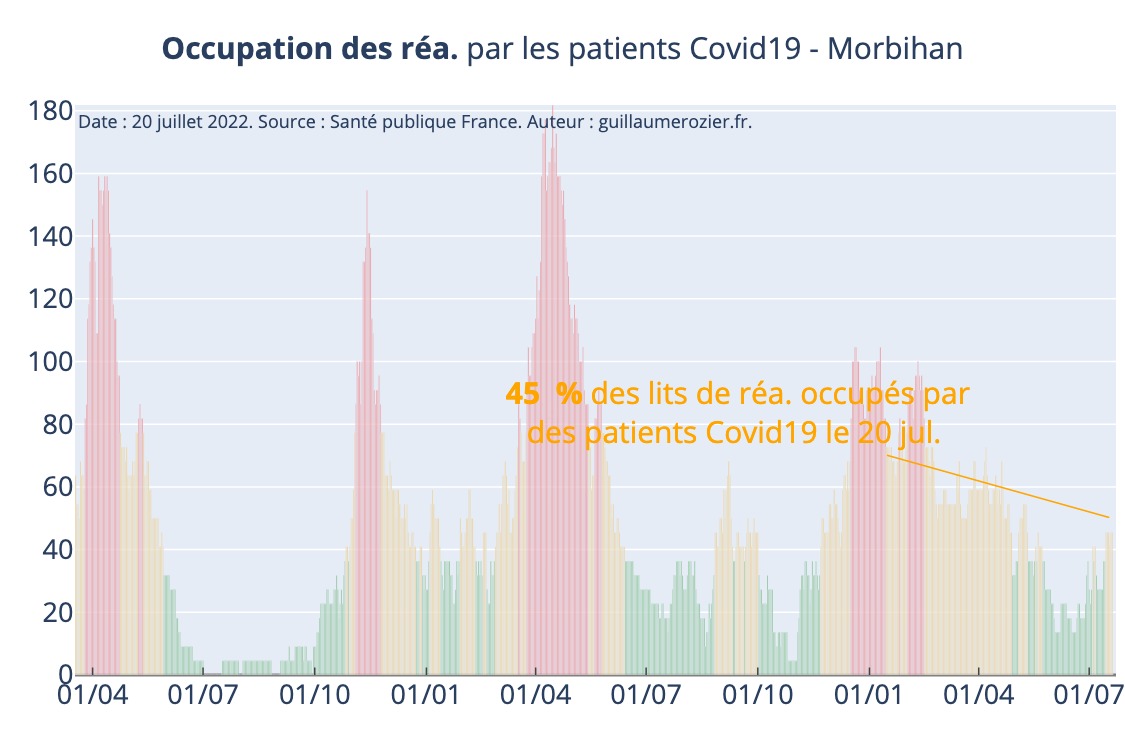 Occupation des réa. par les patients Covid19 - Morbihan
180
Date : 20 juillet 2022. Source : Santé publique France. Auteur : guillaumerozier.fr.
160
140
120
100
45 % des lits de réa. occupés par
des patients Covid19 le 20 jul.
80
60
40
20
0
01/04 01/07 01/10 01/01 01/04 01/07 01/10 01/01 01/04 01/07